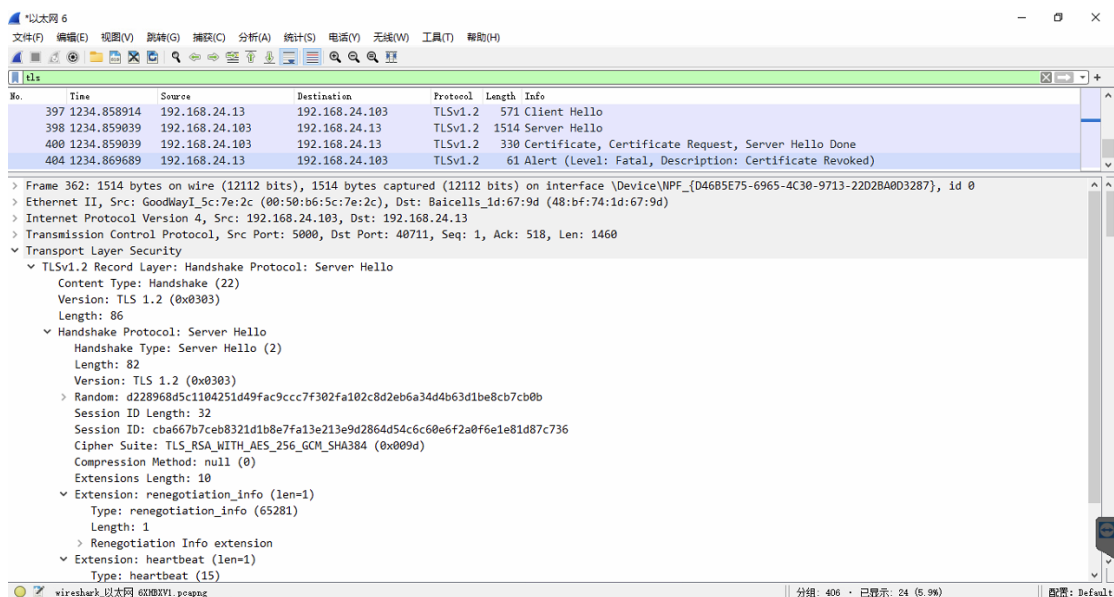 *以太网 6
文件(F) 编辑(E) 视图(V) 跳转(G) 捕获(C) 分析(A) 统计(S) 电话(Y) 无线(W) 工具(T) 帮助(H)
tls
No. Time Source Destination Protocol Length Info
397 1234.858914 192.168.24.13 192.168.24.103 TLSv1.2 571 Client Hello
398 1234.859039 192.168.24.103 192.168.24.13 TLSv1.2 1514 Server Hello
400 1234.859039 192.168.24.103 192.168.24.13 TLSv1.2 330 Certificate, Certificate Request, Server Hello Done
404 1234.869689 192.168.24.13 192.168.24.103 TLSv1.2 61 Alert (Level: Fatal, Description: Certificate Revoked)
Frame 362: 1514 bytes on wire (12112 bits), 1514 bytes captured (12112 bits) on interface \Device\NPF_{D46B5E75-6965-4C30-9713-22D2BA0D3287}, id 0
Ethernet II, Src: GoodWayI_5c:7e:2c (00:50:b6:5c:7e:2c), Dst: Baicells_1d:67:9d (48:bf:74:1d:67:9d)
Internet Protocol Version 4, Src: 192.168.24.103, Dst: 192.168.24.13
Transmission Control Protocol, Src Port: 5000, Dst Port: 40711, Seq: 1, Ack: 518, Len: 1460
Transport Layer Security
TLSv1.2 Record Layer: Handshake Protocol: Server Hello
Content Type: Handshake (22)
Version: TLS 1.2 (0x0303)
Length: 86
Handshake Protocol: Server Hello
Handshake Type: Server Hello (2)
Length: 82
Version: TLS 1.2 (0x0303)
Random: d228968d5c1104251d49fac9ccc7f302fa102c8d2eb6a34d4b63d1be8cb7cb0b
Session ID Length: 32
Session ID: cba667b7ceb8321d1b8e7fa13e213e9d2864d54c6c60e6f2a0f6e1e81d87c736
Cipher Suite: TLS_RSA_WITH_AES_256_GCM_SHA384 (0x009d)
Compression Method: null (0)
Extensions Length: 10
Extension: renegotiation_info (len=1)
Type: renegotiation_info (65281)
Length: 1
Renegotiation Info extension
Extension: heartbeat (len=1)
Type: heartbeat (15)
wireshark_以太网 6XHBXV1.pcapng 分组: 406 · 已显示: 24 (5.9%) 配置: Default